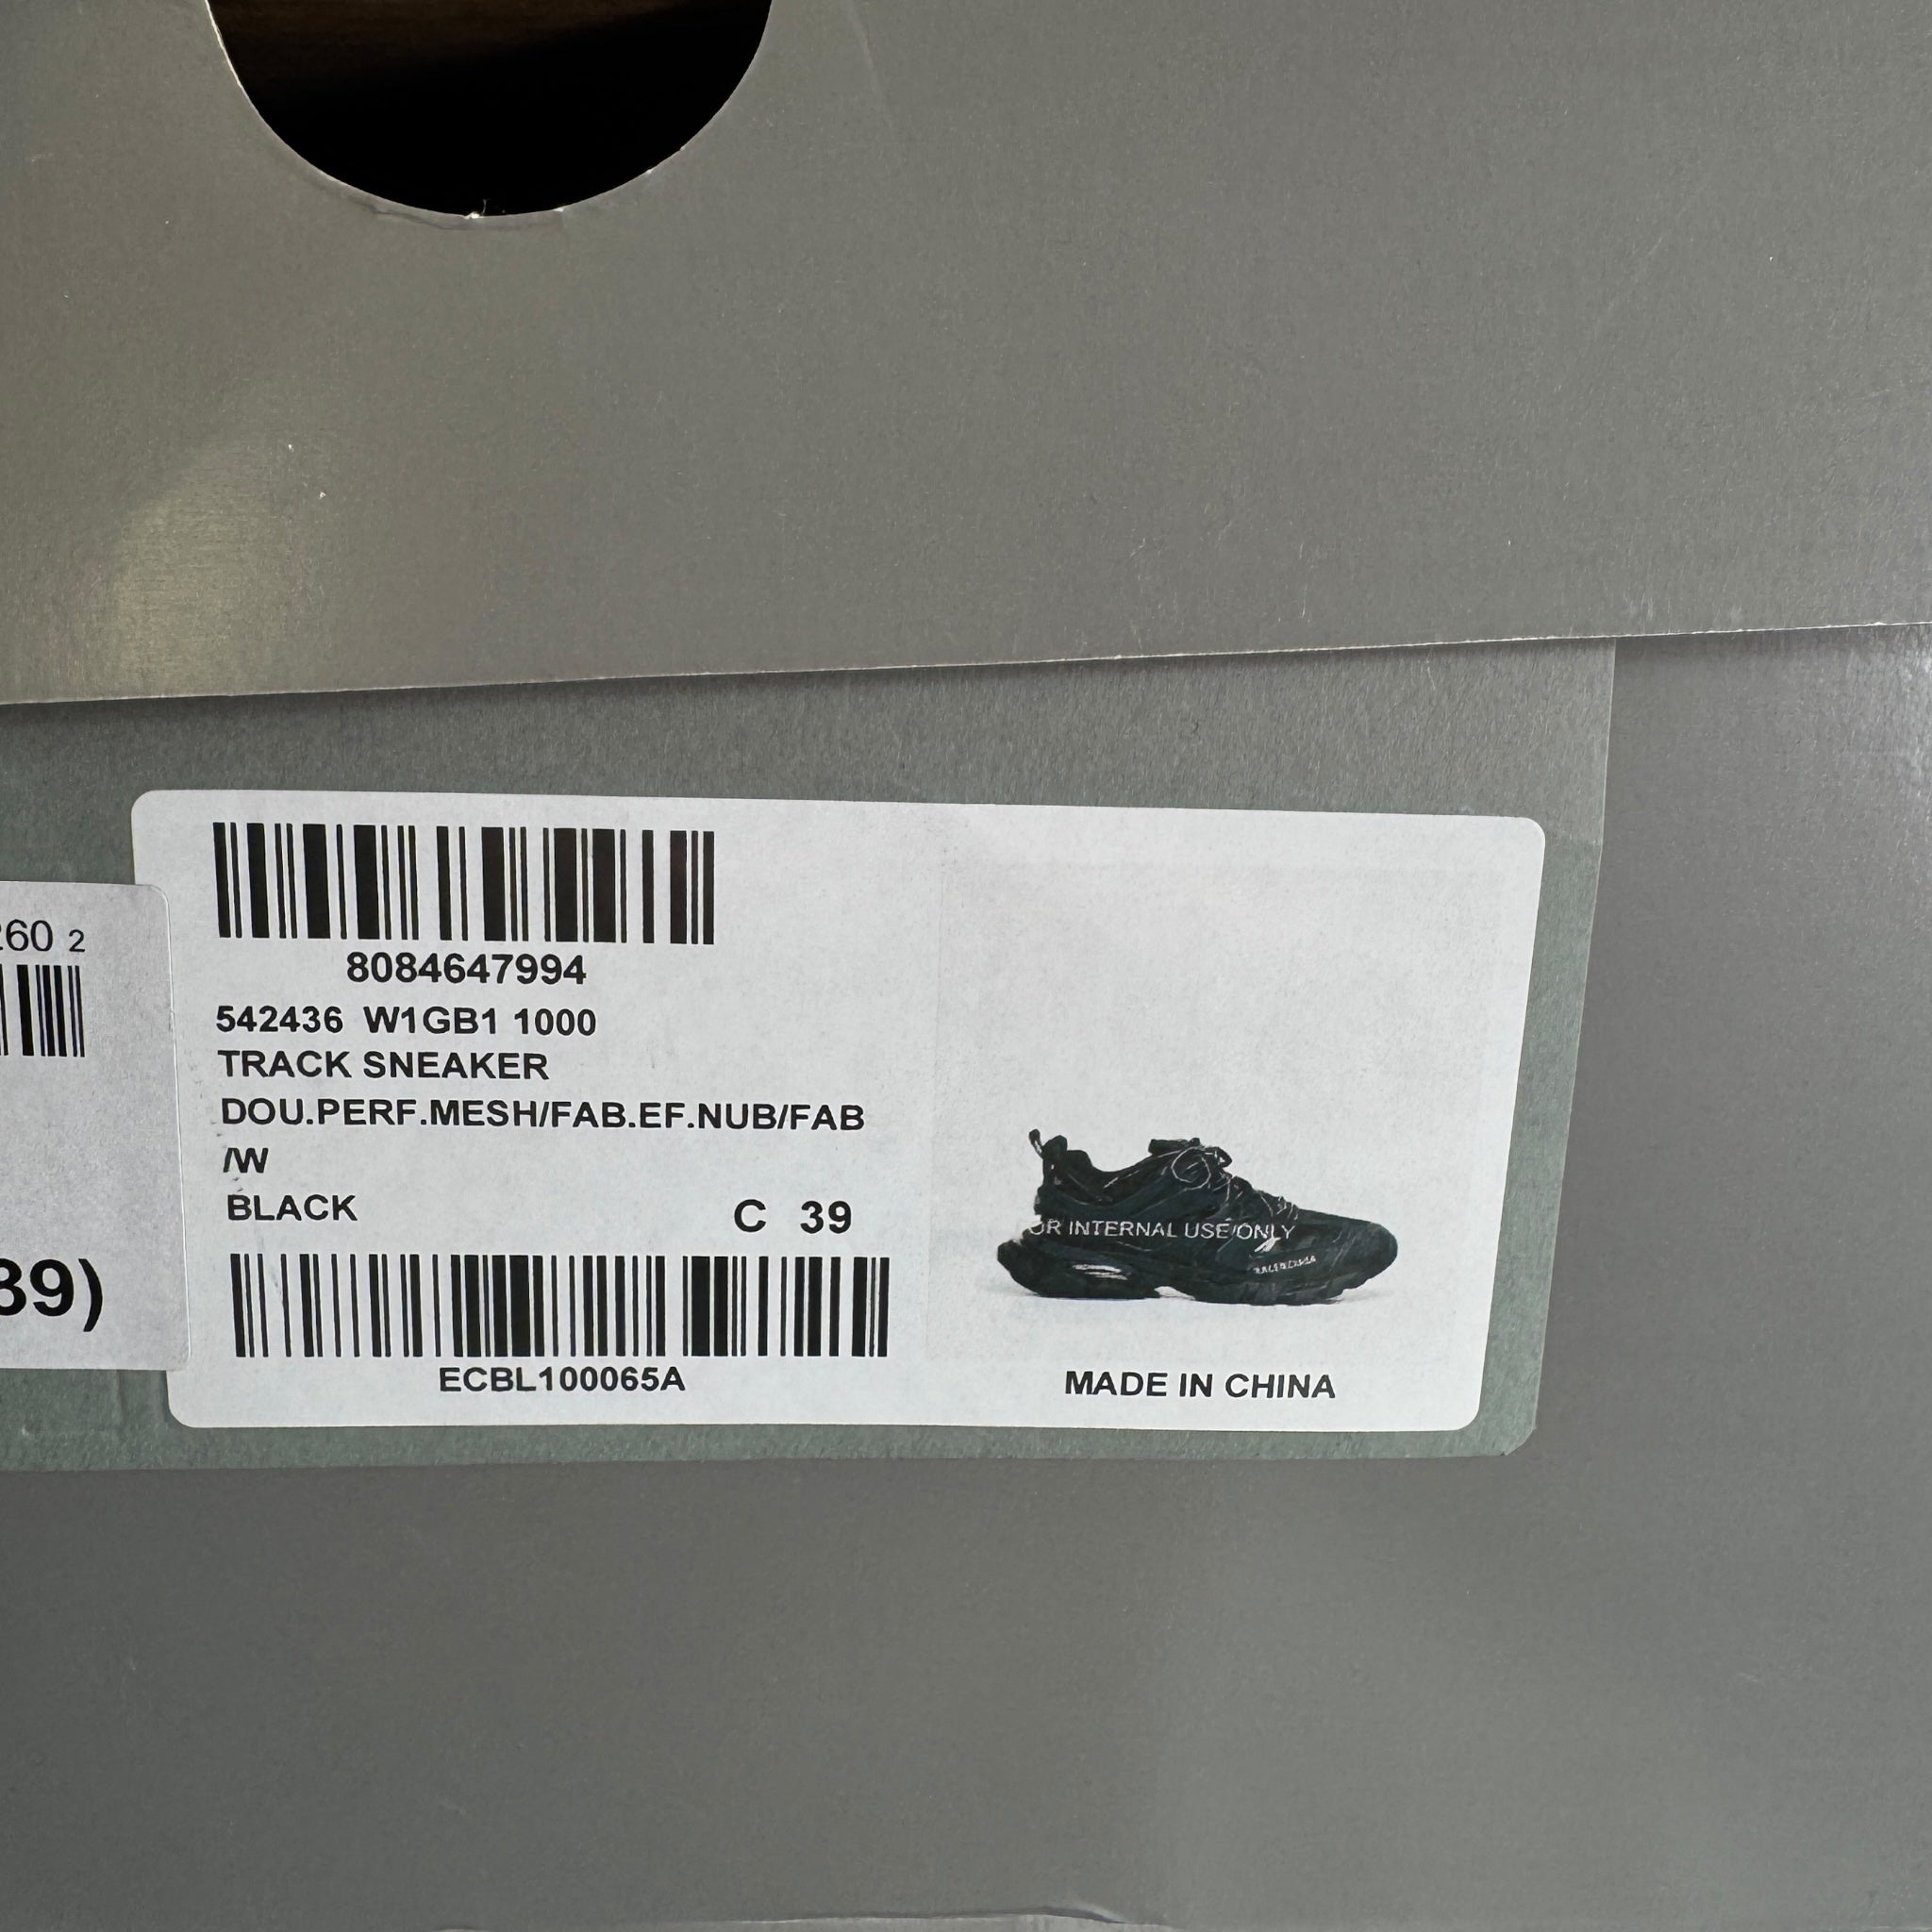 260 2
39)
8084647994
542436 W1GB1 1000
TRACK SNEAKER
DOU.PERF.MESH/FAB.EF.NUB/FAB
/W
BLACK C 39
ECBL100065A
OR INTERNAL USE ONLY
BALENCIAGA
MADE IN CHINA